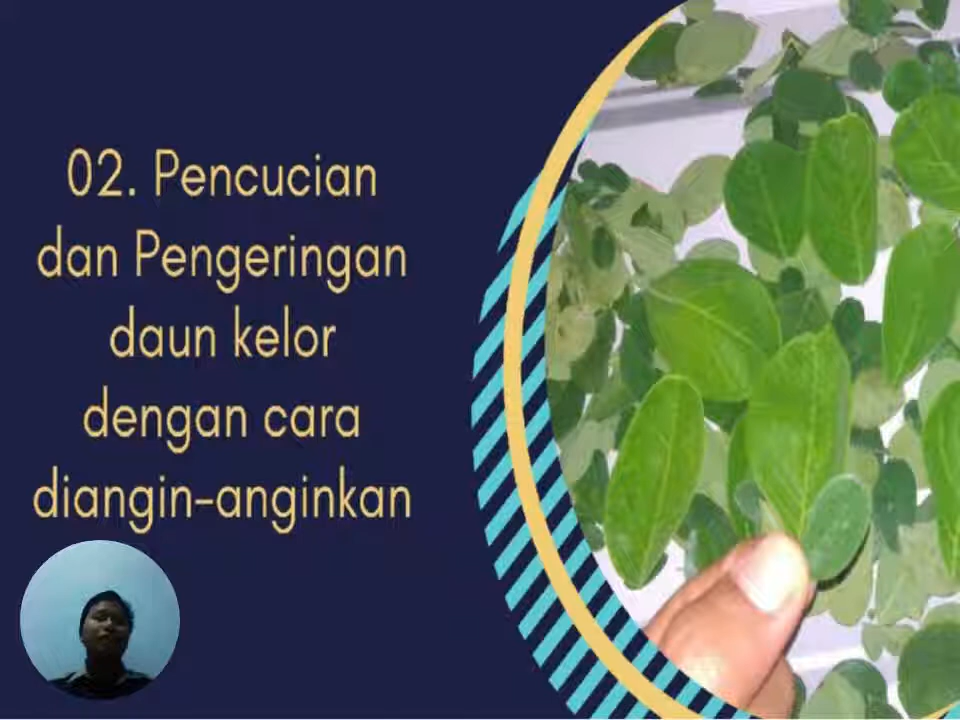 02. Pencucian
dan Pengeringan
daun kelor
dengan cara
diangin-anginkan